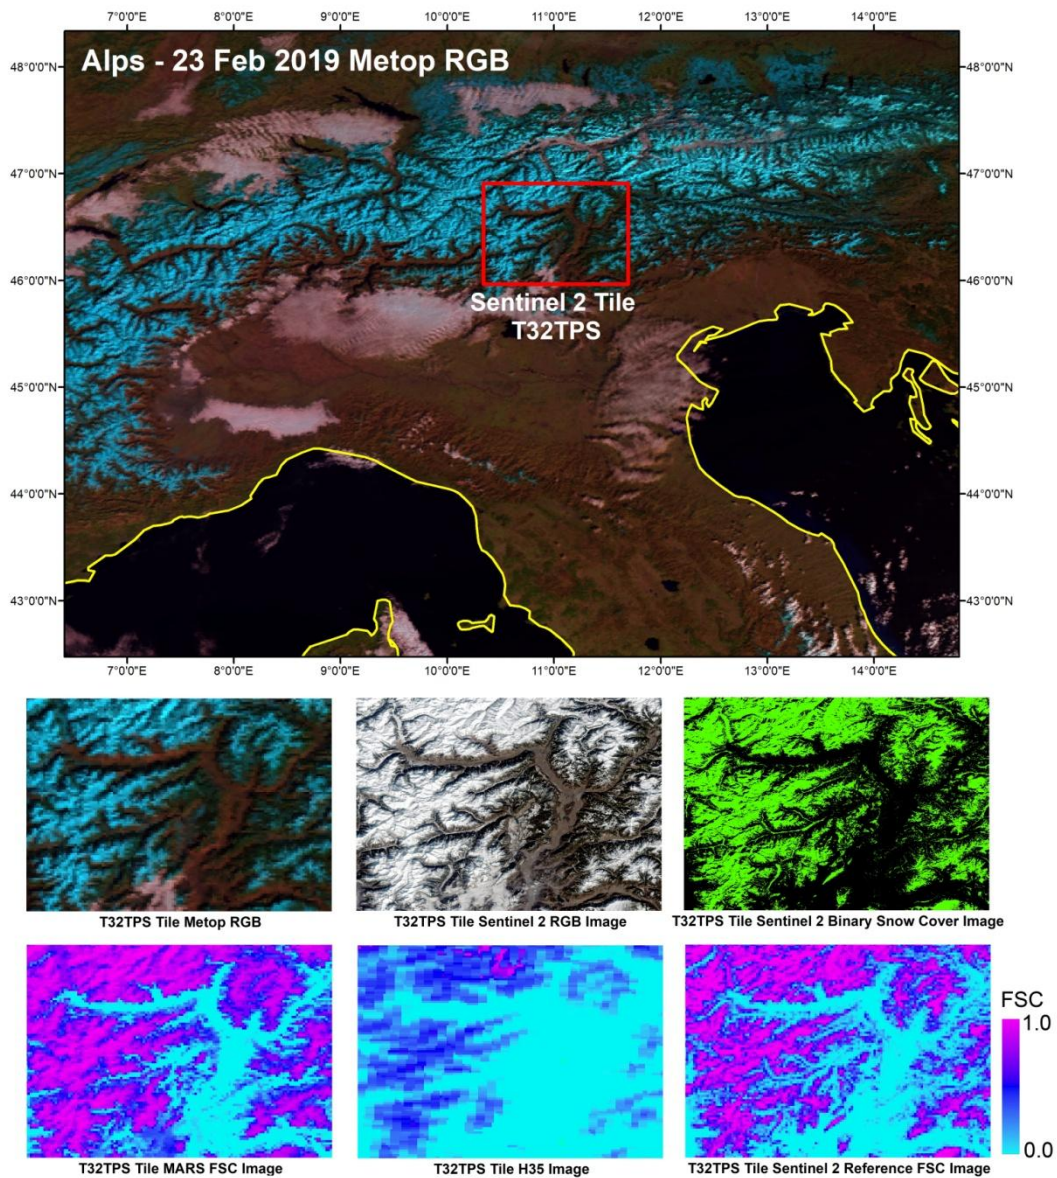 7°0'0"E 8°0'0"E 9°0'0"E 10°0'0"E 11°0'0"E 12°0'0"E 13°0'0"E 14°0'0"E
Alps - 23 Feb 2019 Metop RGB
48°0'0"N 48°0'0"N
47°0'0"N 47°0'0"N
46°0'0"N 46°0'0"N
Sentinel 2 Tile
T32TPS
45°0'0"N 45°0'0"N
44°0'0"N 44°0'0"N
43°0'0"N 43°0'0"N
7°0'0"E 8°0'0"E 9°0'0"E 10°0'0"E 11°0'0"E 12°0'0"E 13°0'0"E 14°0'0"E
T32TPS Tile Metop RGB
T32TPS Tile Sentinel 2 RGB Image
T32TPS Tile Sentinel 2 Binary Snow Cover Image
FSC
1.0
0.0
T32TPS Tile MARS FSC Image
T32TPS Tile H35 Image
T32TPS Tile Sentinel 2 Reference FSC Image